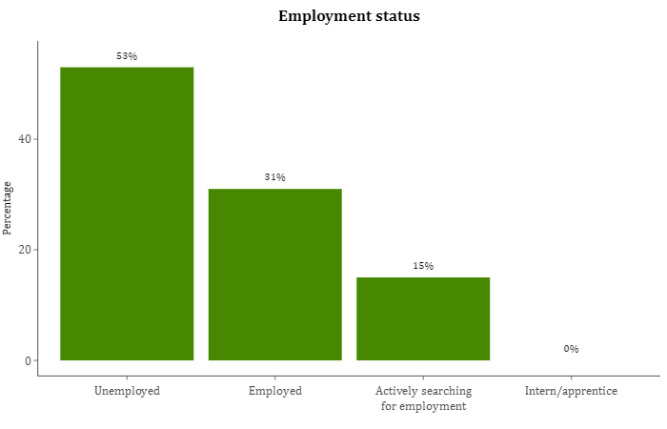 Employment status
53%
31%
15%
0%
40
20
0
Percentage
Unemployed
Employed
Actively searching
for employment
Intern/apprentice